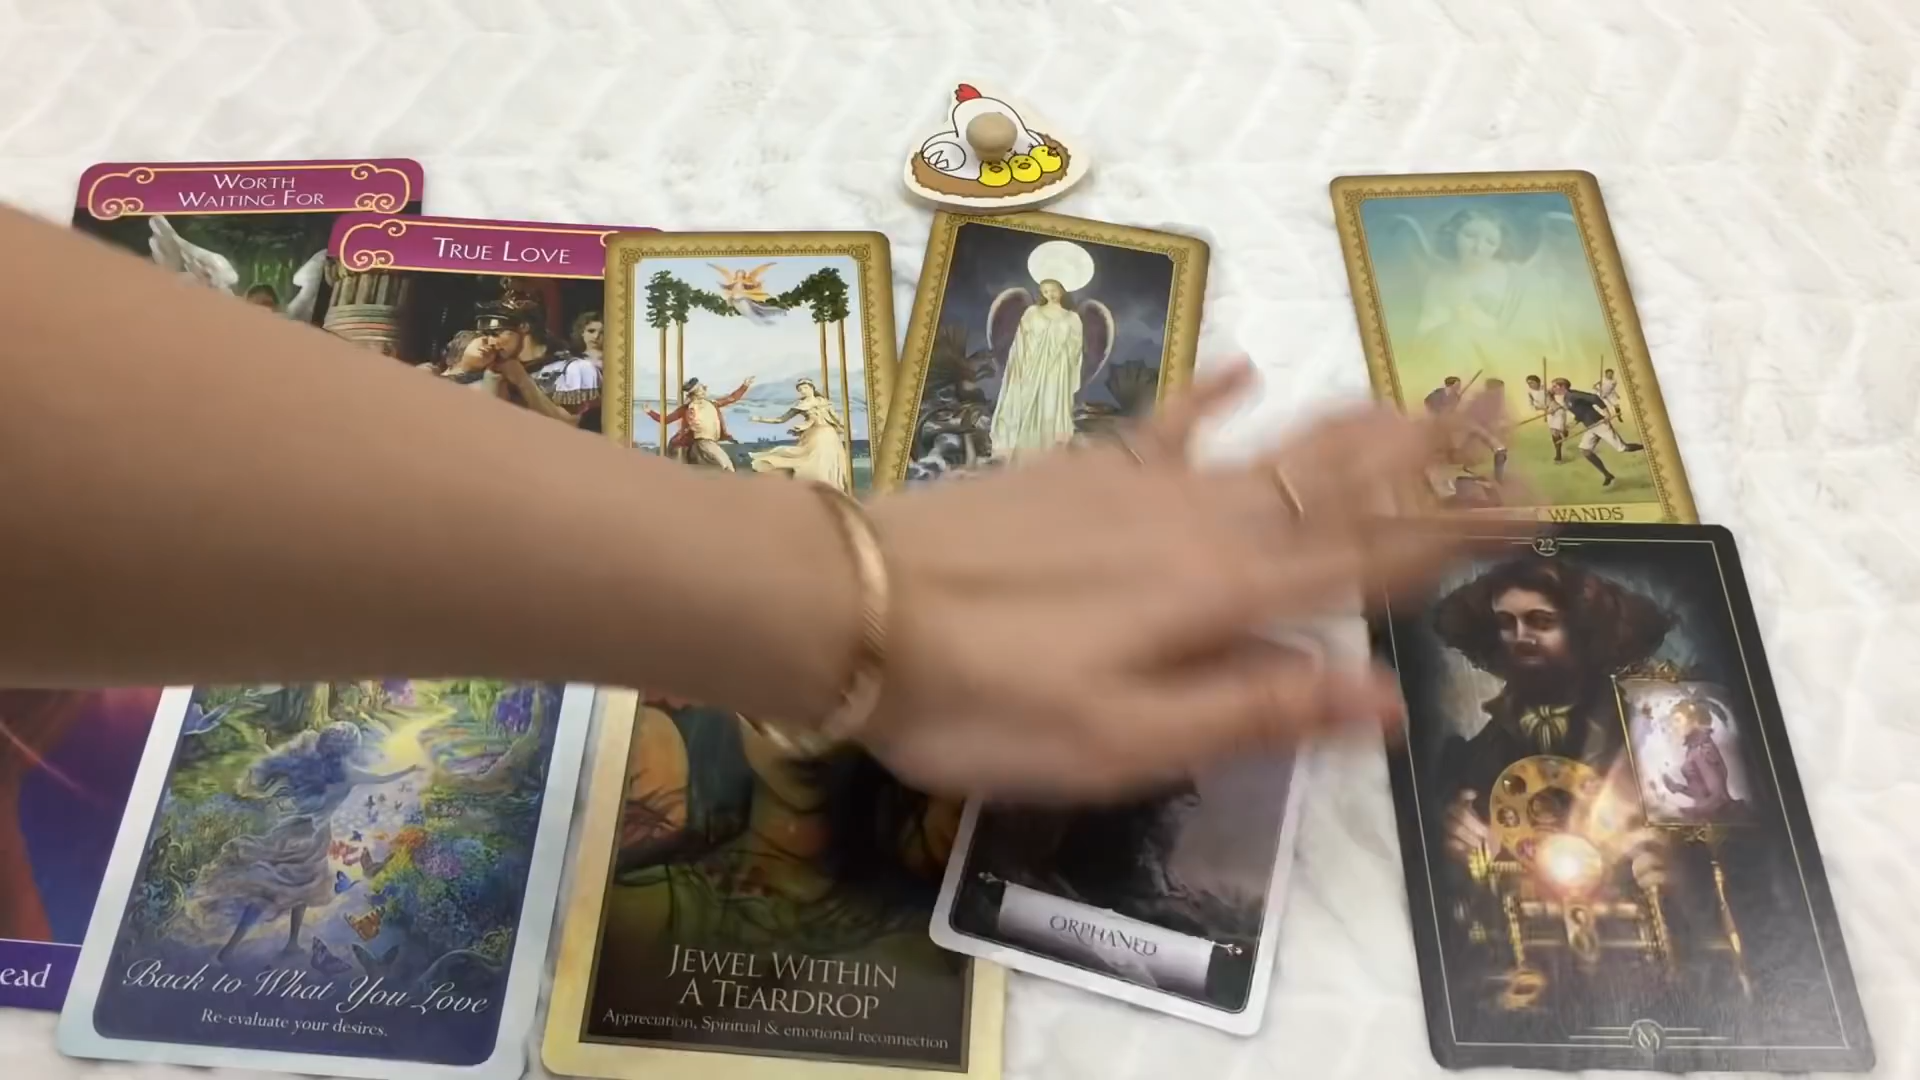 WORTH
WAITING FOR
TRUE LOVE
WANDS
22
ead
Back to What You Love
Re-evaluate your desires.
JEWEL WITHIN
A TEARDROP
Appreciation, Spiritual & emotional reconnection
ORPHANED